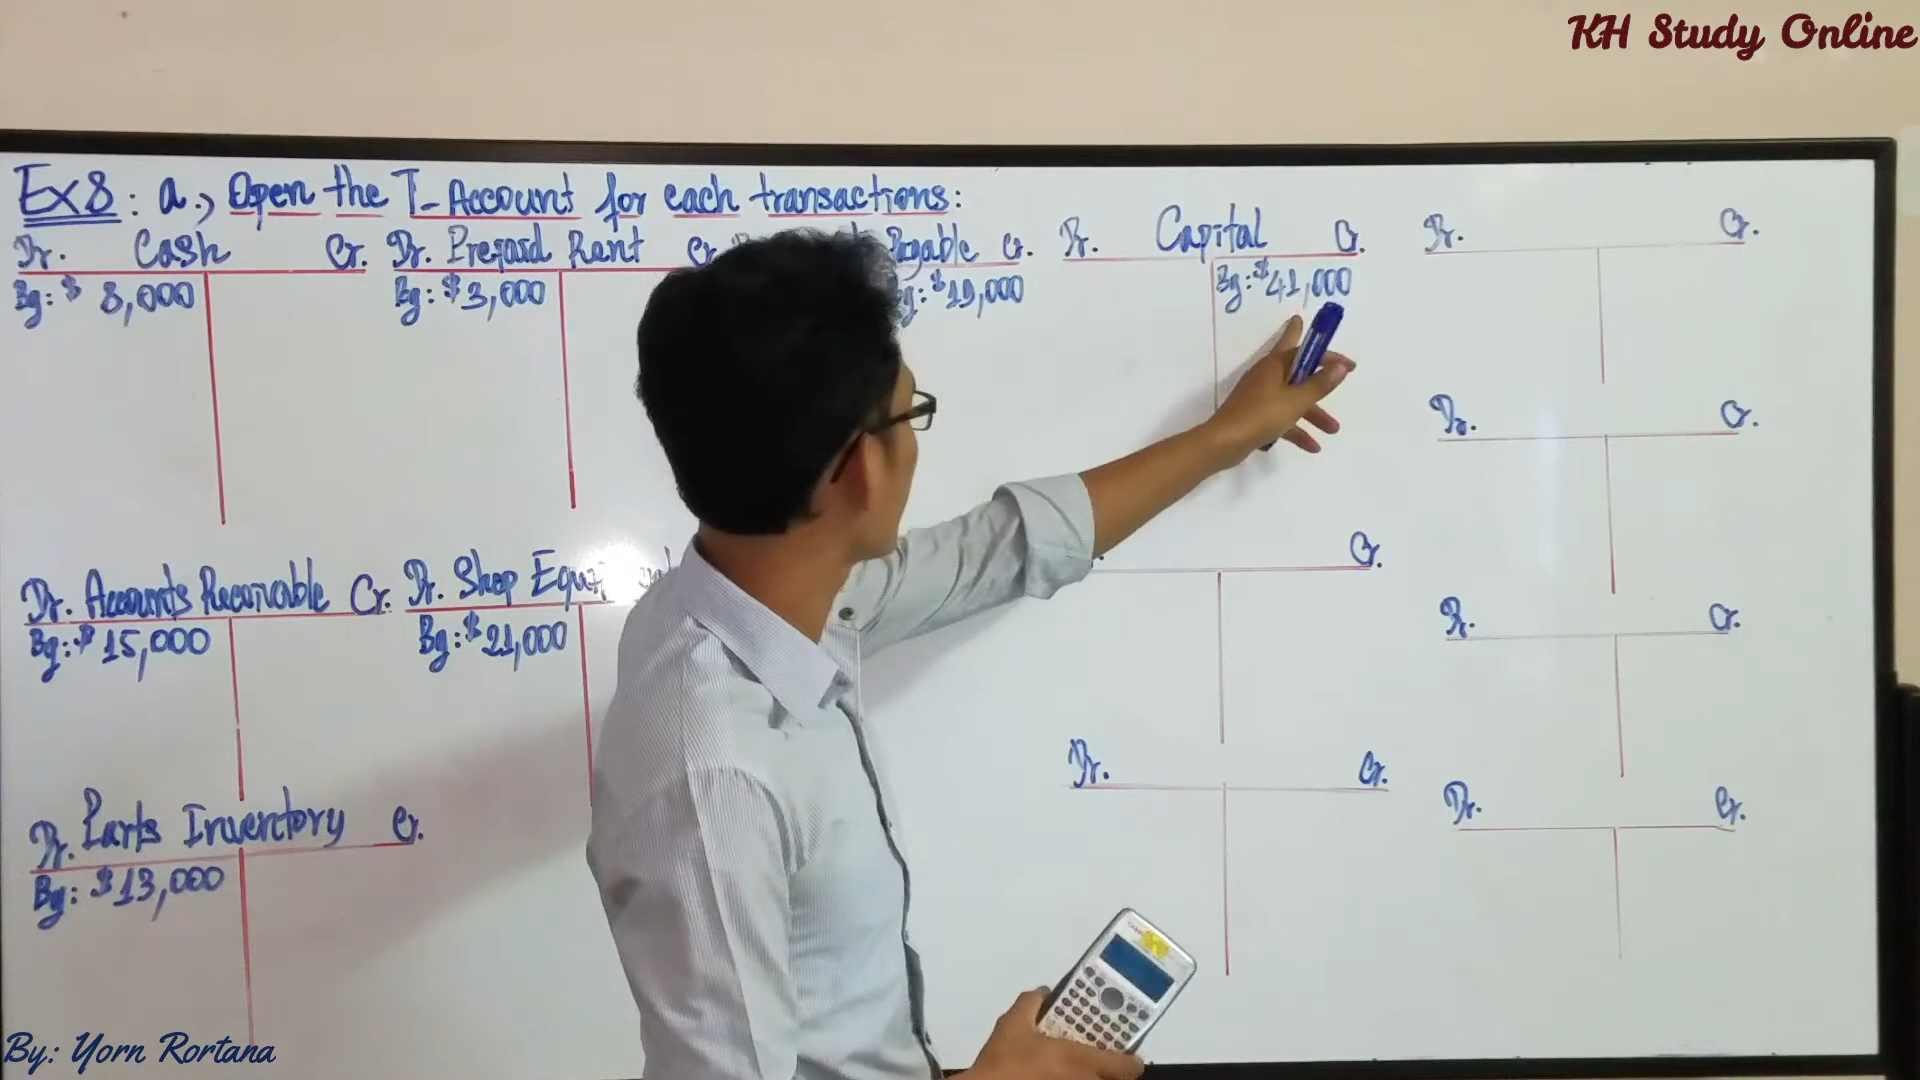 KH Study Online
Ex8: a., Open the T-Account for each transactions:
Dr. Cash Cr.
Bg: $ 8,000
Dr. Prepaid Rent Cr.
Bg: $3,000
Payable Cr.
Bg: $19,000
Dr. Capital Cr.
Bg: $41,000
Dr. Cr.
Dr. Cr.
Dr. Accounts Receivable Cr.
Bg: $15,000
Dr. Shop
Bg: $21,000
Cr.
Dr. Cr.
Dr. Parts Inventory Cr.
Bg: $13,000
Dr. Cr.
Dr. Cr.
By: Yorn Rortana